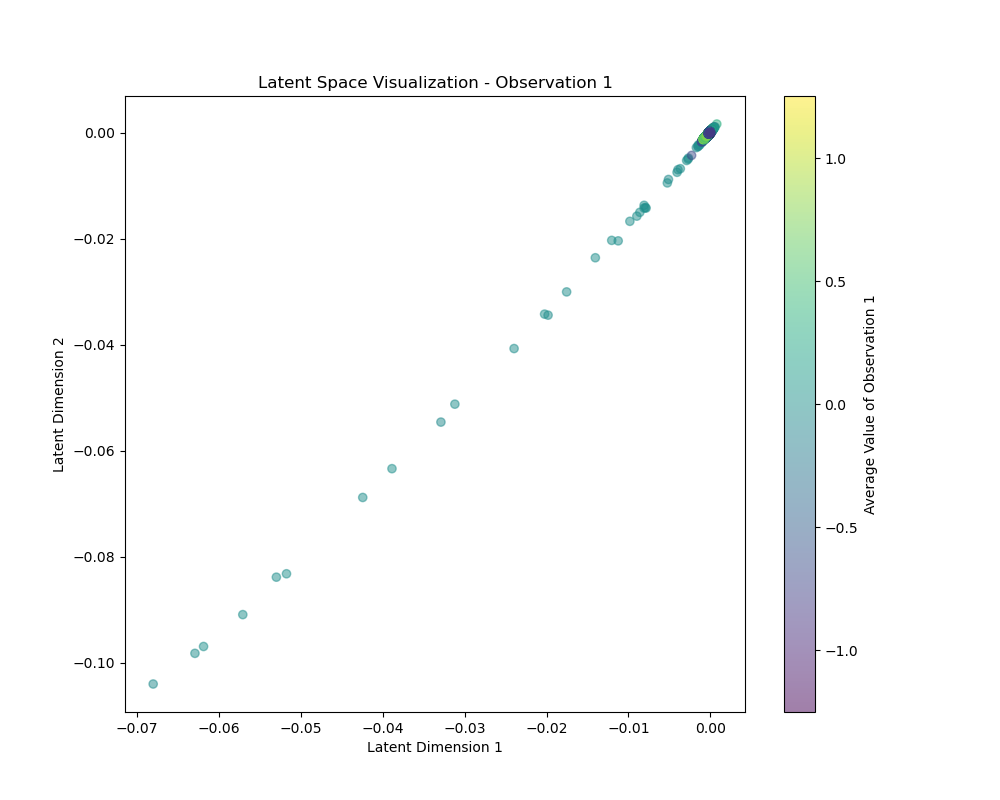 Latent Space Visualization - Observation 1
0.00
−0.02
−0.04
−0.06
−0.08
−0.10
Latent Dimension 2
−0.07 −0.06 −0.05 −0.04 −0.03 −0.02 −0.01 0.00
Latent Dimension 1
1.0
0.5
0.0
−0.5
−1.0
Average Value of Observation 1